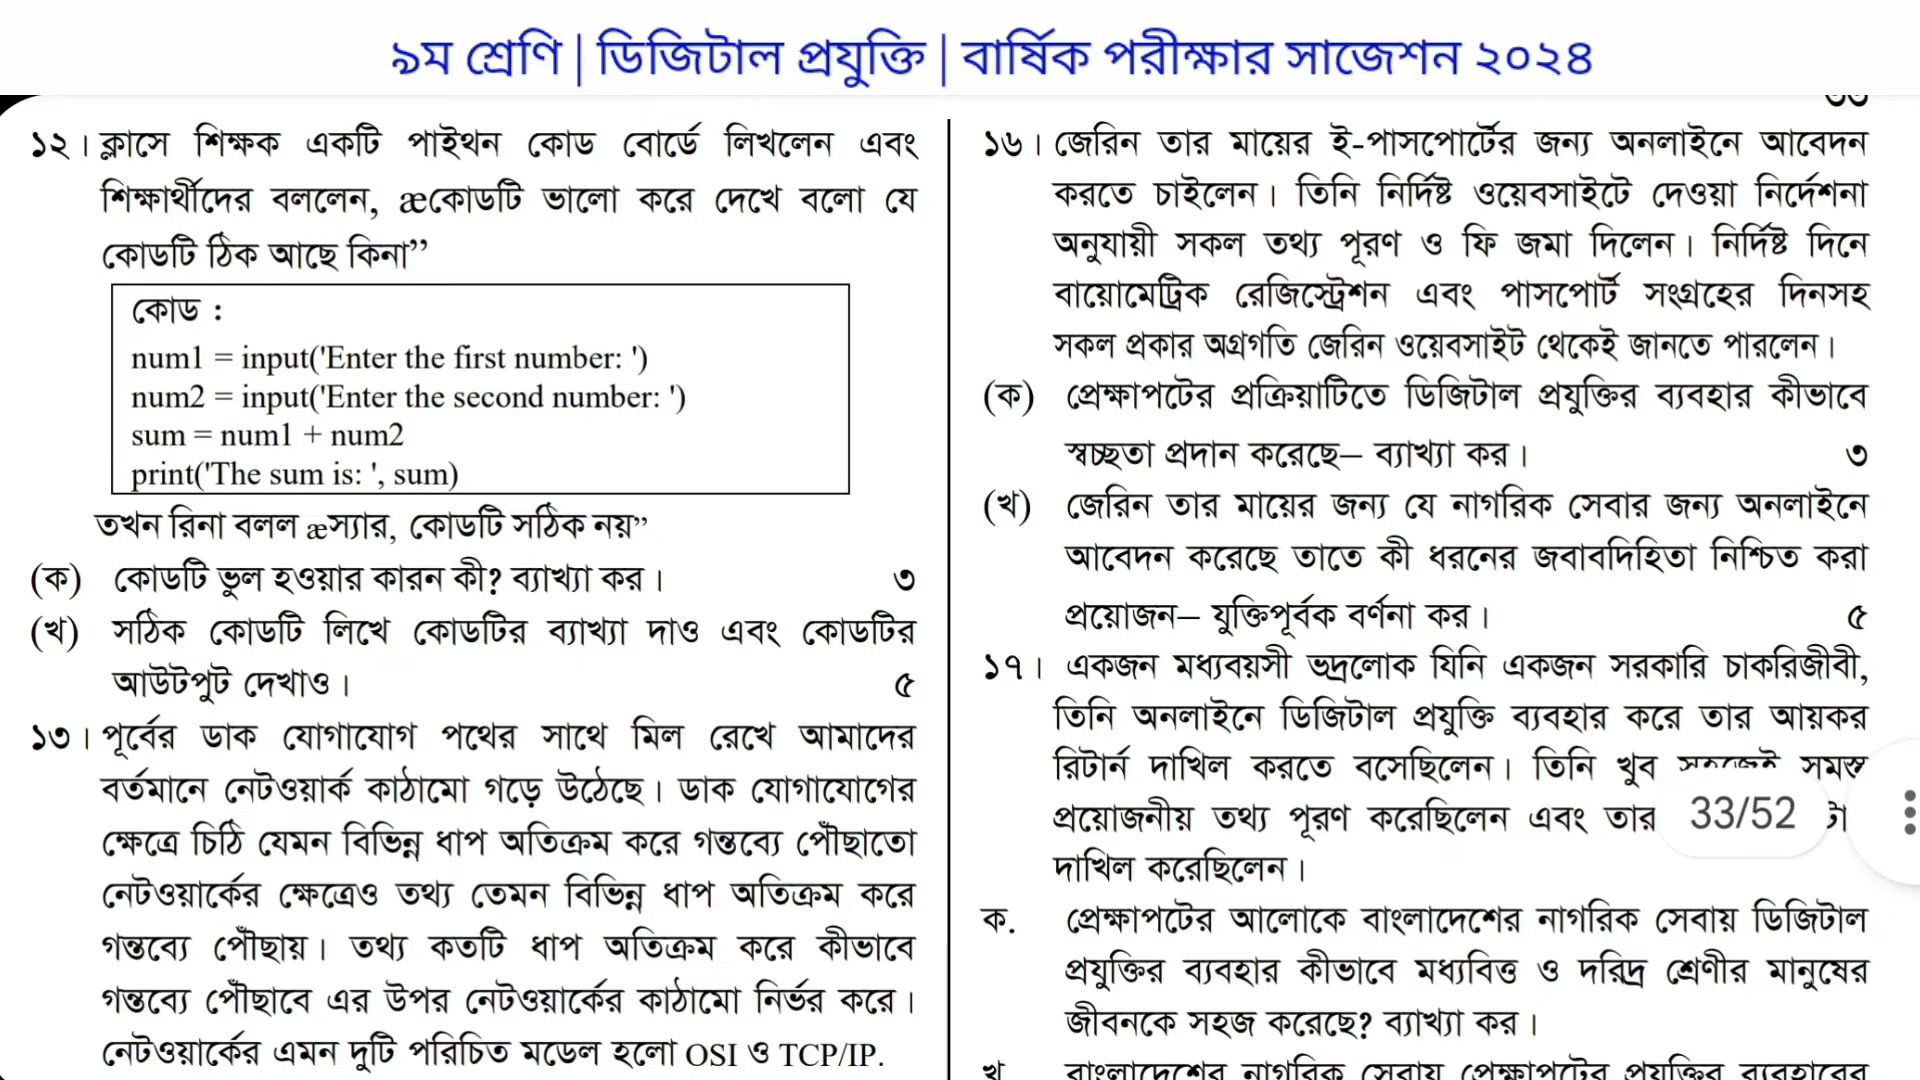 ৯ম শ্রেণি | ডিজিটাল প্রযুক্তি | বার্ষিক পরীক্ষার সাজেশন ২০২৪
১২। ক্লাসে শিক্ষক একটি পাইথন কোড বোর্ডে লিখলেন এবং
শিক্ষার্থীদের বললেন, æকোডটি ভালো করে দেখে বলো যে
কোডটি ঠিক আছে কিনা”
কোড :
num1 = input('Enter the first number: ')
num2 = input('Enter the second number: ')
sum = num1 + num2
print('The sum is: ', sum)
তখন রিনা বলল æস্যার, কোডটি সঠিক নয়”
(ক) কোডটি ভুল হওয়ার কারন কী? ব্যাখ্যা কর। ৩
(খ) সঠিক কোডটি লিখে কোডটির ব্যাখ্যা দাও এবং কোডটির
আউটপুট দেখাও। ৫
১৩। পূর্বের ডাক যোগাযোগ পথের সাথে মিল রেখে আমাদের
বর্তমানে নেটওয়ার্ক কাঠামো গড়ে উঠেছে। ডাক যোগাযোগের
ক্ষেত্রে চিঠি যেমন বিভিন্ন ধাপ অতিক্রম করে গন্তব্যে পৌঁছাতো
নেটওয়ার্কের ক্ষেত্রেও তথ্য তেমন বিভিন্ন ধাপ অতিক্রম করে
গন্তব্যে পৌঁছায়। তথ্য কতটি ধাপ অতিক্রম করে কীভাবে
গন্তব্যে পৌঁছাবে এর উপর নেটওয়ার্কের কাঠামো নির্ভর করে।
নেটওয়ার্কের এমন দুটি পরিচিত মডেল হলো OSI ও TCP/IP.
১৬। জেরিন তার মায়ের ই-পাসপোর্টের জন্য অনলাইনে আবেদন
করতে চাইলেন। তিনি নির্দিষ্ট ওয়েবসাইটে দেওয়া নির্দেশনা
অনুযায়ী সকল তথ্য পূরণ ও ফি জমা দিলেন। নির্দিষ্ট দিনে
বায়োমেট্রিক রেজিস্ট্রেশন এবং পাসপোর্ট সংগ্রহের দিনসহ
সকল প্রকার অগ্রগতি জেরিন ওয়েবসাইট থেকেই জানতে পারলেন।
(ক) প্রেক্ষাপটের প্রক্রিয়াটিতে ডিজিটাল প্রযুক্তির ব্যবহার কীভাবে
স্বচ্ছতা প্রদান করেছে– ব্যাখ্যা কর। ৩
(খ) জেরিন তার মায়ের জন্য যে নাগরিক সেবার জন্য অনলাইনে
আবেদন করেছে তাতে কী ধরনের জবাবদিহিতা নিশ্চিত করা
প্রয়োজন– যুক্তিপূর্বক বর্ণনা কর। ৫
১৭। একজন মধ্যবয়সী ভদ্রলোক যিনি একজন সরকারি চাকরিজীবী,
তিনি অনলাইনে ডিজিটাল প্রযুক্তি ব্যবহার করে তার আয়কর
রিটার্ন দাখিল করতে বসেছিলেন। তিনি খুব সহজেই সমস্ত
প্রয়োজনীয় তথ্য পূরণ করেছিলেন এবং তার
33/52
দাখিল করেছিলেন।
ক. প্রেক্ষাপটের আলোকে বাংলাদেশের নাগরিক সেবায় ডিজিটাল
প্রযুক্তির ব্যবহার কীভাবে মধ্যবিত্ত ও দরিদ্র শ্রেণীর মানুষের
জীবনকে সহজ করেছে? ব্যাখ্যা কর।
খ বাংলাদেশের নাগরিক সেবায় প্রেক্ষাপটের প্রযুক্তির ব্যবহারের